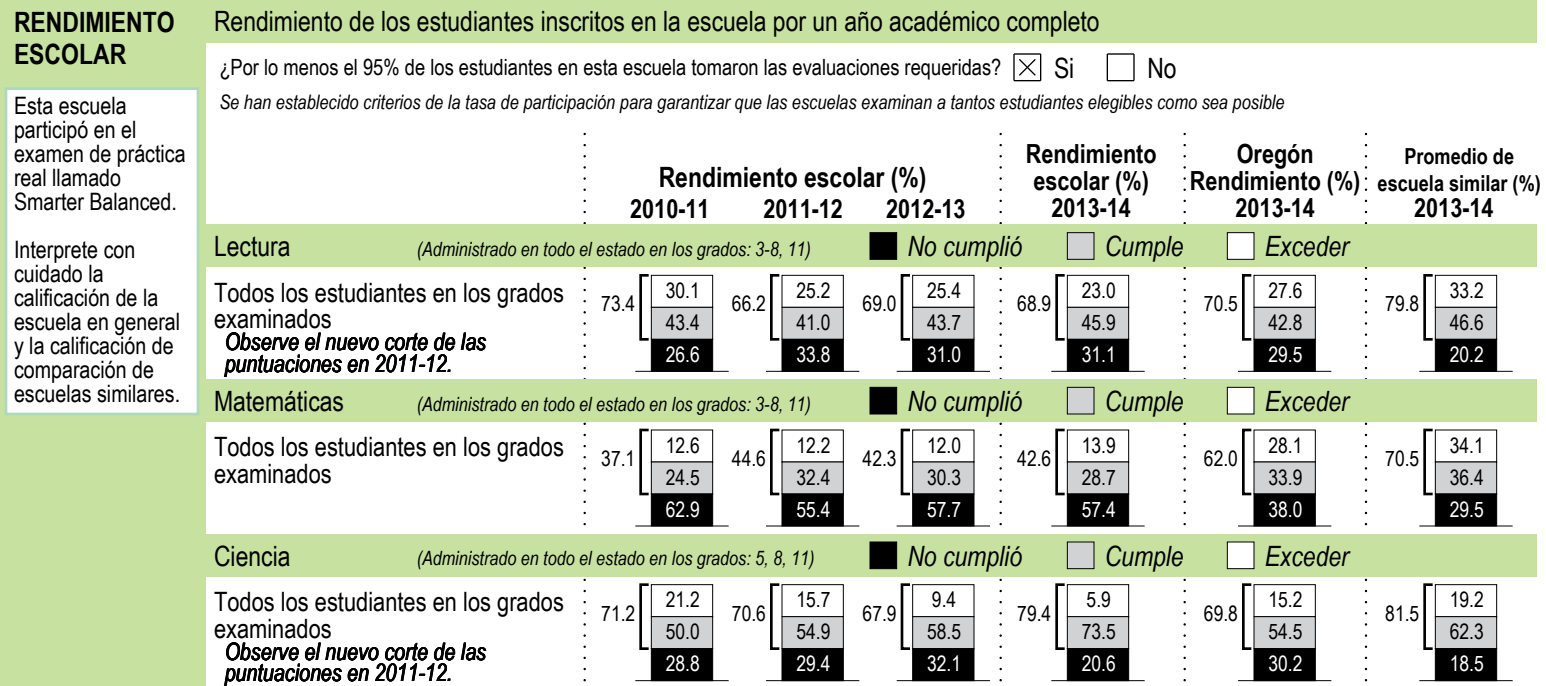 RENDIMIENTO
ESCOLAR
Esta escuela
participó en el
examen de práctica
real llamado
Smarter Balanced.
Interprete con
cuidado la
calificación de la
escuela en general
y la calificación de
comparación de
escuelas similares.
Rendimiento de los estudiantes inscritos en la escuela por un año académico completo
¿Por lo menos el 95% de los estudiantes en esta escuela tomaron las evaluaciones requeridas? ☒ Si ☐ No
Se han establecido criterios de la tasa de participación para garantizar que las escuelas examinan a tantos estudiantes elegibles como sea posible
Rendimiento escolar (%)
2010-11 2011-12 2012-13
Rendimiento
escolar (%)
2013-14
Oregón
Rendimiento (%)
2013-14
Promedio de
escuela similar (%)
2013-14
Lectura (Administrado en todo el estado en los grados: 3-8, 11) No cumplió Cumple Exceder
Todos los estudiantes en los grados
examinados
Observe el nuevo corte de las
puntuaciones en 2011-12.
73.4 66.2 69.0 68.9 70.5 79.8
30.1 25.2 25.4 23.0 27.6 33.2
43.4 41.0 43.7 45.9 42.8 46.6
26.6 33.8 31.0 31.1 29.5 20.2
Matemáticas (Administrado en todo el estado en los grados: 3-8, 11) No cumplió Cumple Exceder
Todos los estudiantes en los grados
examinados
37.1 44.6 42.3 42.6 62.0 70.5
12.6 12.2 12.0 13.9 28.1 34.1
24.5 32.4 30.3 28.7 33.9 36.4
62.9 55.4 57.7 57.4 38.0 29.5
Ciencia (Administrado en todo el estado en los grados: 5, 8, 11) No cumplió Cumple Exceder
Todos los estudiantes en los grados
examinados
Observe el nuevo corte de las
puntuaciones en 2011-12.
71.2 70.6 67.9 79.4 69.8 81.5
21.2 15.7 9.4 5.9 15.2 19.2
50.0 54.9 58.5 73.5 54.5 62.3
28.8 29.4 32.1 20.6 30.2 18.5